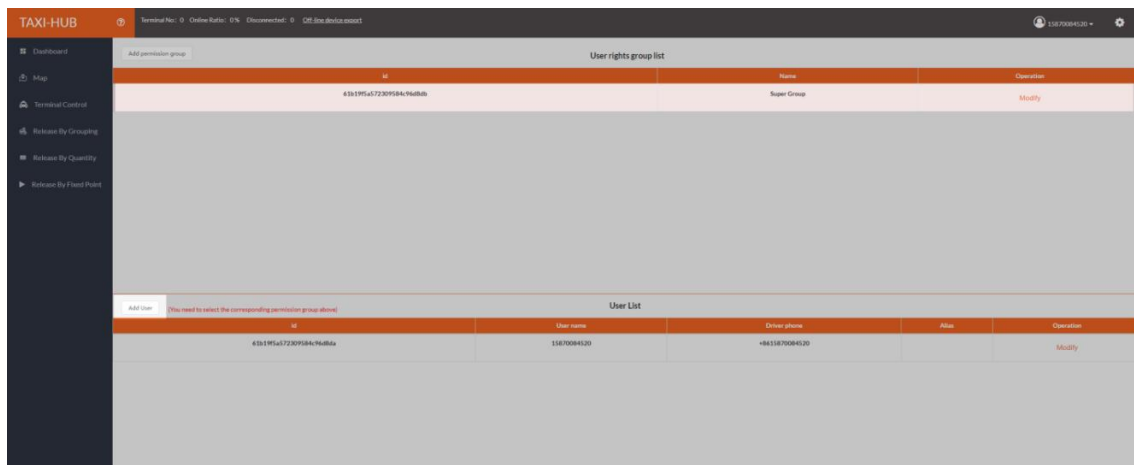 TAXI-HUB
Terminal No: 0 Online Ratio: 0% Disconnected: 0 Off-line device export
15870084520
Dashboard
Map
Terminal Control
Release By Grouping
Release By Quantity
Release By Fixed Point
Add permission group
User rights group list
id Name Operation
61b19f5a572309584c96d8db Super Group Modify
Add User (You need to select the corresponding permission group above) User List
id User name Driver phone Alias Operation
61b19f5a572309584c96d8da 15870084520 +8615870084520 Modify